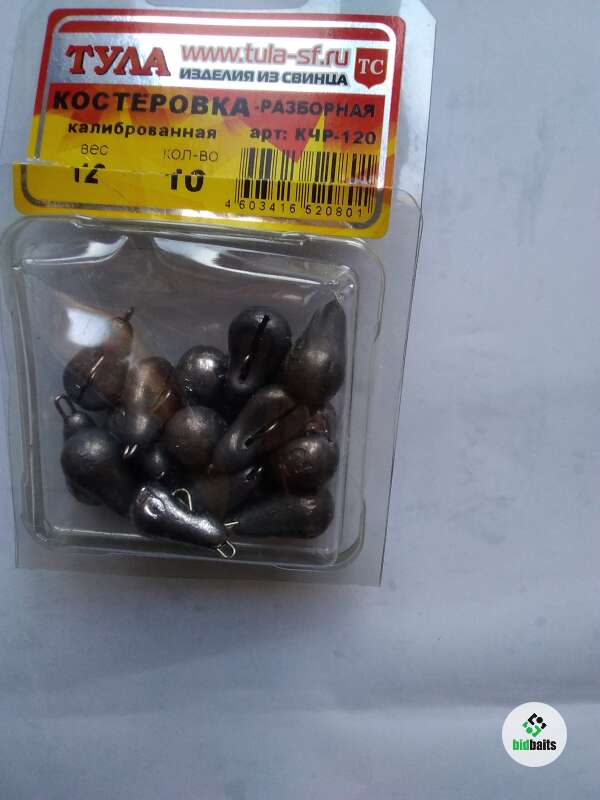 ТУЛА
www.tula-sf.ru
ИЗДЕЛИЯ ИЗ СВИНЦА
ТС
КОСТЕРОВКА-РАЗБОРНАЯ
калиброванная арт: КЧР-120
вес кол-во
12 10
4 603416 520801
bidbaits